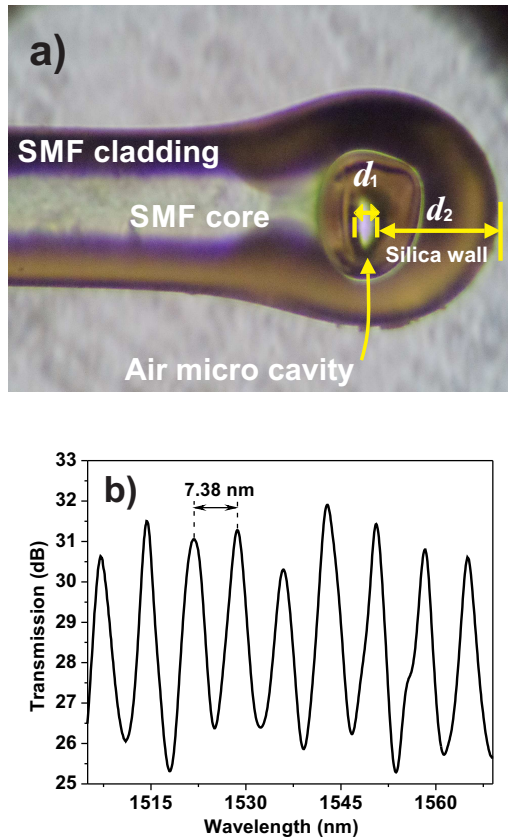 a)
SMF cladding
d1
SMF core
d2
Silica wall
Air micro cavity
b)
7.38 nm
33
32
31
30
29
28
27
26
25
Transmission (dB)
1515
1530
1545
1560
Wavelength (nm)